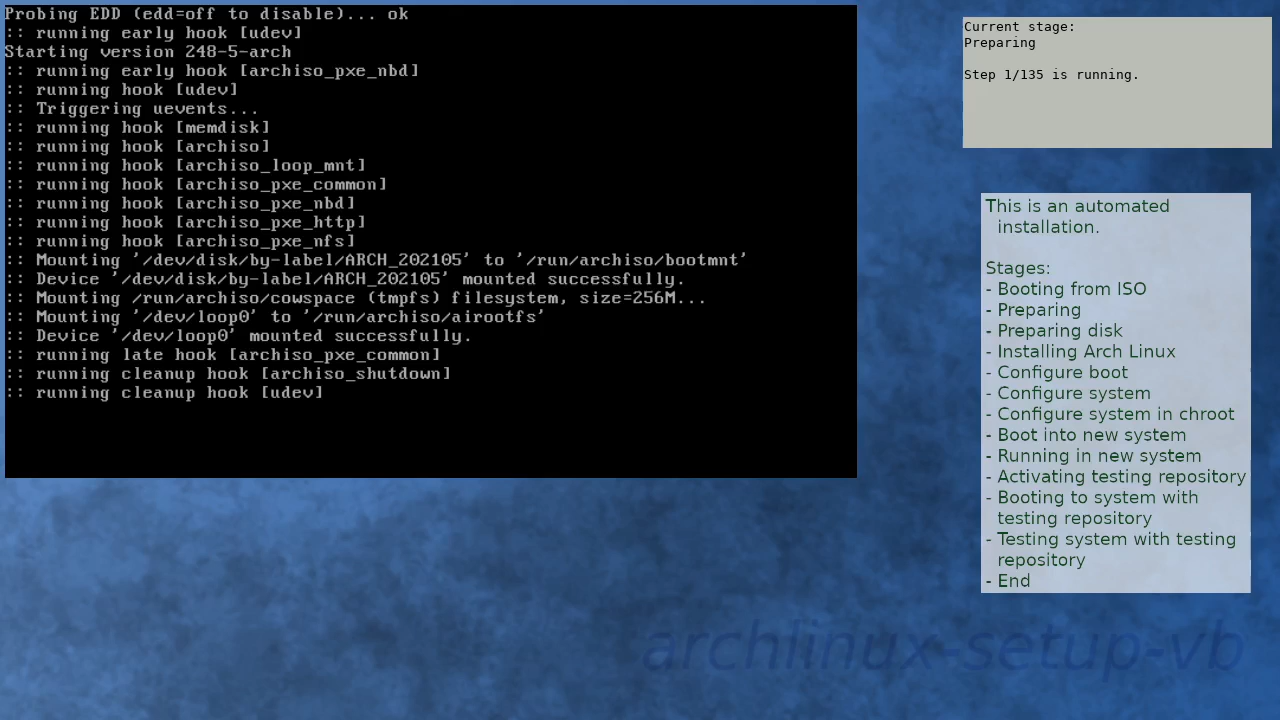 Probing EDD (edd=off to disable)... ok
:: running early hook [udev]
Starting version 248-5-arch
:: running early hook [archiso_pxe_nbd]
:: running hook [udev]
:: Triggering uevents...
:: running hook [memdisk]
:: running hook [archiso]
:: running hook [archiso_loop_mnt]
:: running hook [archiso_pxe_common]
:: running hook [archiso_pxe_nbd]
:: running hook [archiso_pxe_http]
:: running hook [archiso_pxe_nfs]
:: Mounting '/dev/disk/by-label/ARCH_202105' to '/run/archiso/bootmnt'
:: Device '/dev/disk/by-label/ARCH_202105' mounted successfully.
:: Mounting /run/archiso/cowspace (tmpfs) filesystem, size=256M...
:: Mounting '/dev/loop0' to '/run/archiso/airootfs'
:: Device '/dev/loop0' mounted successfully.
:: running late hook [archiso_pxe_common]
:: running cleanup hook [archiso_shutdown]
:: running cleanup hook [udev]
Current stage:
Preparing
Step 1/135 is running.
This is an automated
installation.
Stages:
- Booting from ISO
- Preparing
- Preparing disk
- Installing Arch Linux
- Configure boot
- Configure system
- Configure system in chroot
- Boot into new system
- Running in new system
- Activating testing repository
- Booting to system with
testing repository
- Testing system with testing
repository
- End
archlinux-setup-vb